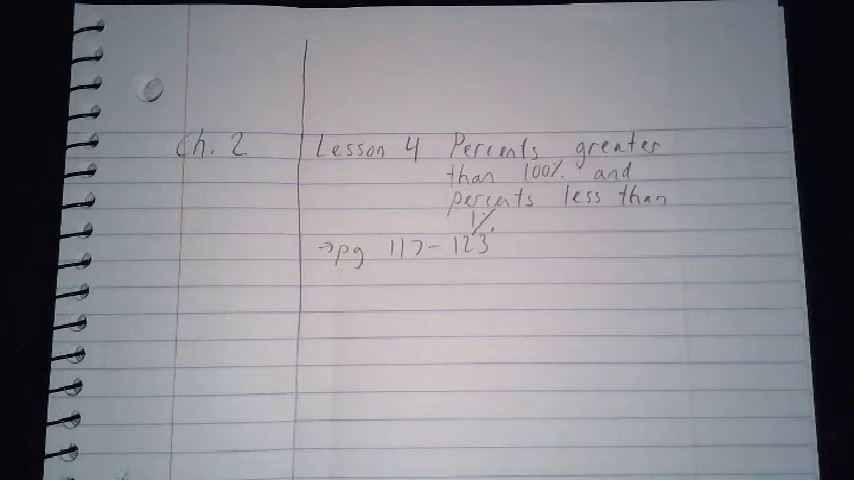 Ch. 2 Lesson 4 Percents greater
than 100% and
percents less than
1%
→pg 117-123